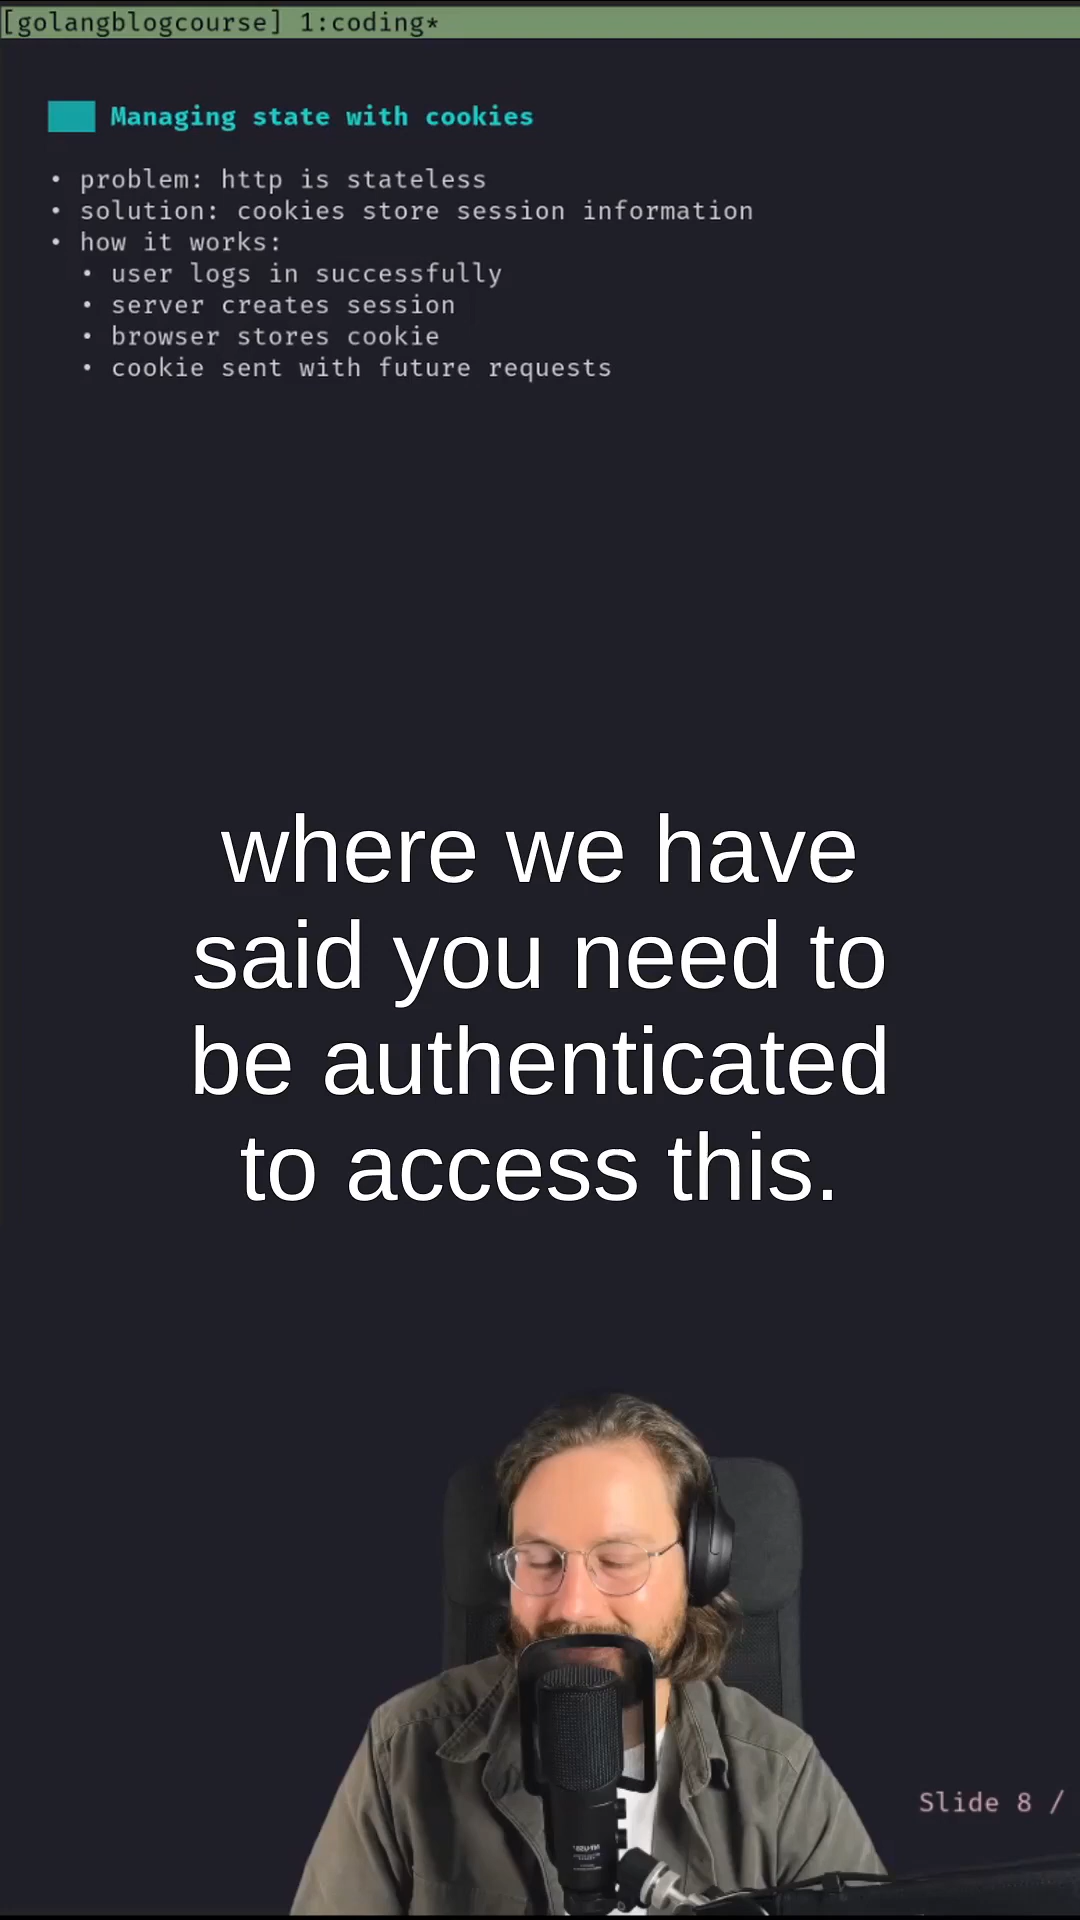 [golangblogcourse] 1:coding*
Managing state with cookies
• problem: http is stateless
• solution: cookies store session information
• how it works:
• user logs in successfully
• server creates session
• browser stores cookie
• cookie sent with future requests
where we have
said you need to
be authenticated
to access this.
Slide 8 /